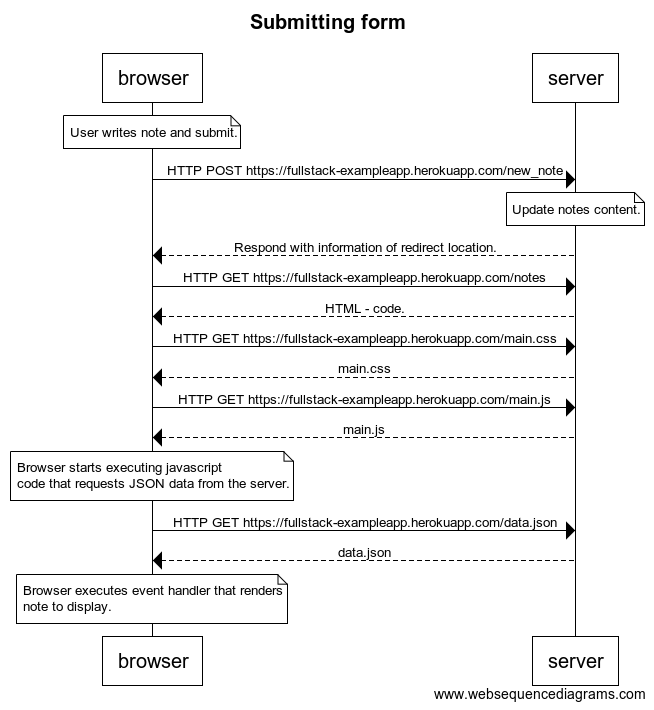 Submitting form
browser
server
User writes note and submit.
HTTP POST https://fullstack-exampleapp.herokuapp.com/new_note
Update notes content.
Respond with information of redirect location.
HTTP GET https://fullstack-exampleapp.herokuapp.com/notes
HTML - code.
HTTP GET https://fullstack-exampleapp.herokuapp.com/main.css
main.css
HTTP GET https://fullstack-exampleapp.herokuapp.com/main.js
main.js
Browser starts executing javascript
code that requests JSON data from the server.
HTTP GET https://fullstack-exampleapp.herokuapp.com/data.json
data.json
Browser executes event handler that renders
note to display.
browser
server
www.websequencediagrams.com